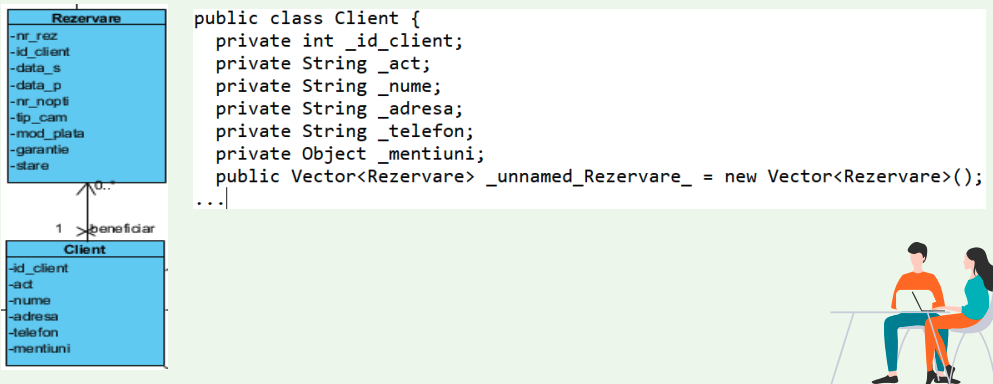 Rezervare
-nr_rez
-id_client
-data_s
-data_p
-nr_nopti
-tip_cam
-mod_plata
-garantie
-stare
0..*
1
beneficiar
Client
-id_client
-act
-nume
-adresa
-telefon
-mentiuni
public class Client {
private int _id_client;
private String _act;
private String _nume;
private String _adresa;
private String _telefon;
private Object _mentiuni;
public Vector<Rezervare> _unnamed_Rezervare_ = new Vector<Rezervare>();
...